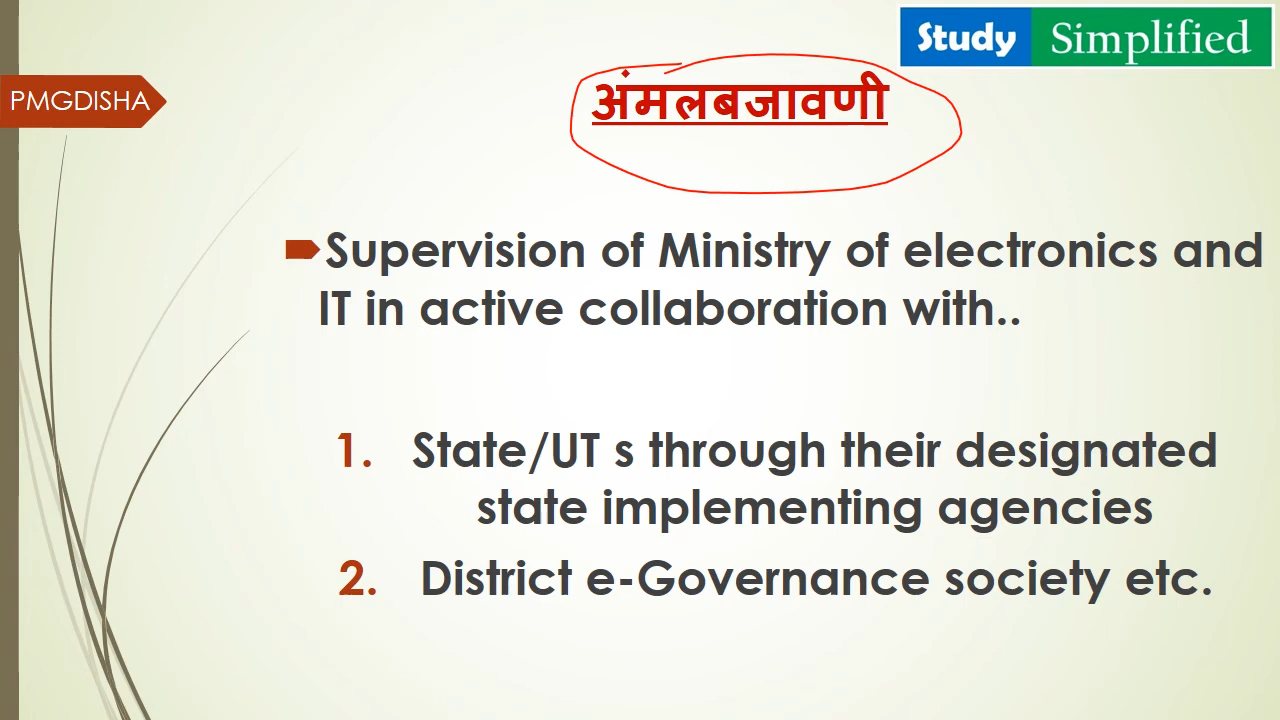 Study Simplified
PMGDISHA
अंमलबजावणी
Supervision of Ministry of electronics and
IT in active collaboration with..
1. State/UT s through their designated
state implementing agencies
2. District e-Governance society etc.